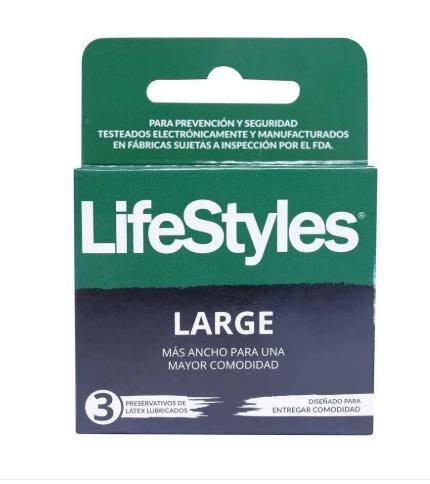 PARA PREVENCIÓN Y SEGURIDAD
TESTEADOS ELECTRÓNICAMENTE Y MANUFACTURADOS
EN FÁBRICAS SUJETAS A INSPECCIÓN POR EL FDA.
LifeStyles®
LARGE
MÁS ANCHO PARA UNA
MAYOR COMODIDAD
3 PRESERVATIVOS DE
LÁTEX LUBRICADOS
DISEÑADO PARA
ENTREGAR COMODIDAD